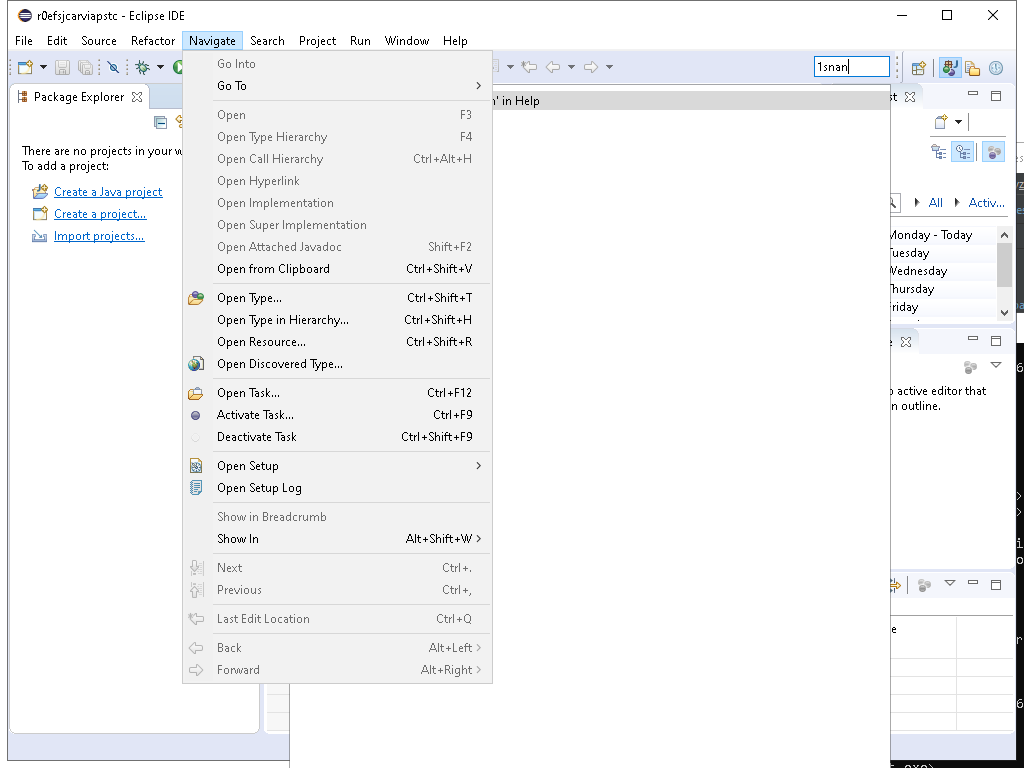 r0efsjcarviapstc - Eclipse IDE
File Edit Source Refactor Navigate Search Project Run Window Help
1snan
Package Explorer
There are no projects in your w
To add a project:
Create a Java project
Create a project...
Import projects...
Go Into
Go To
Open F3
Open Type Hierarchy F4
Open Call Hierarchy Ctrl+Alt+H
Open Hyperlink
Open Implementation
Open Super Implementation
Open Attached Javadoc Shift+F2
Open from Clipboard Ctrl+Shift+V
Open Type... Ctrl+Shift+T
Open Type in Hierarchy... Ctrl+Shift+H
Open Resource... Ctrl+Shift+R
Open Discovered Type...
Open Task... Ctrl+F12
Activate Task... Ctrl+F9
Deactivate Task Ctrl+Shift+F9
Open Setup
Open Setup Log
Show in Breadcrumb
Show In Alt+Shift+W
Next Ctrl+.
Previous Ctrl+,
Last Edit Location Ctrl+Q
Back Alt+Left
Forward Alt+Right
n' in Help
st
All Activ...
Monday - Today
Tuesday
Wednesday
Thursday
Friday
e
o active editor that
n outline.
e